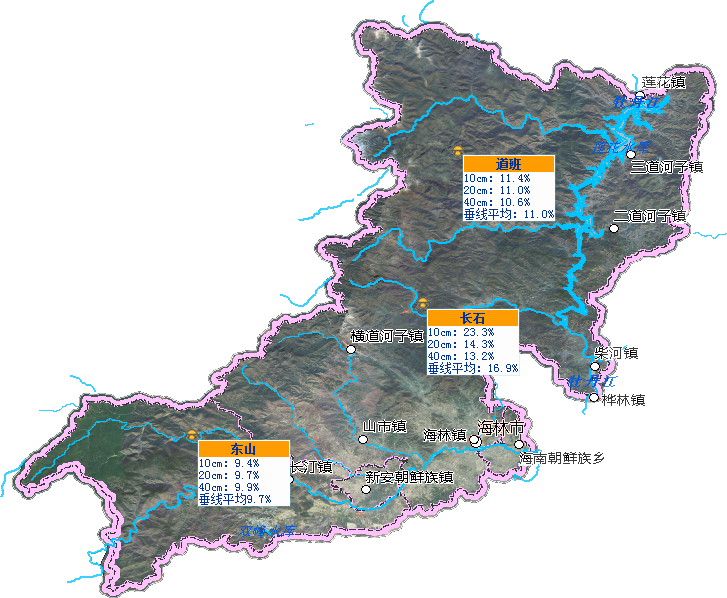 莲花镇
牡丹江
莲花水库
三道河子镇
道班
10cm: 11.4%
20cm: 11.0%
40cm: 10.6%
垂线平均: 11.0%
二道河子镇
长石
10cm: 23.3%
20cm: 14.3%
40cm: 13.2%
垂线平均: 16.9%
横道河子镇
柴河镇
牡丹江
桦林镇
山市镇
海林镇
海林市
海南朝鲜族乡
东山
10cm: 9.4%
20cm: 9.7%
40cm: 9.9%
垂线平均9.7%
长汀镇
新安朝鲜族镇